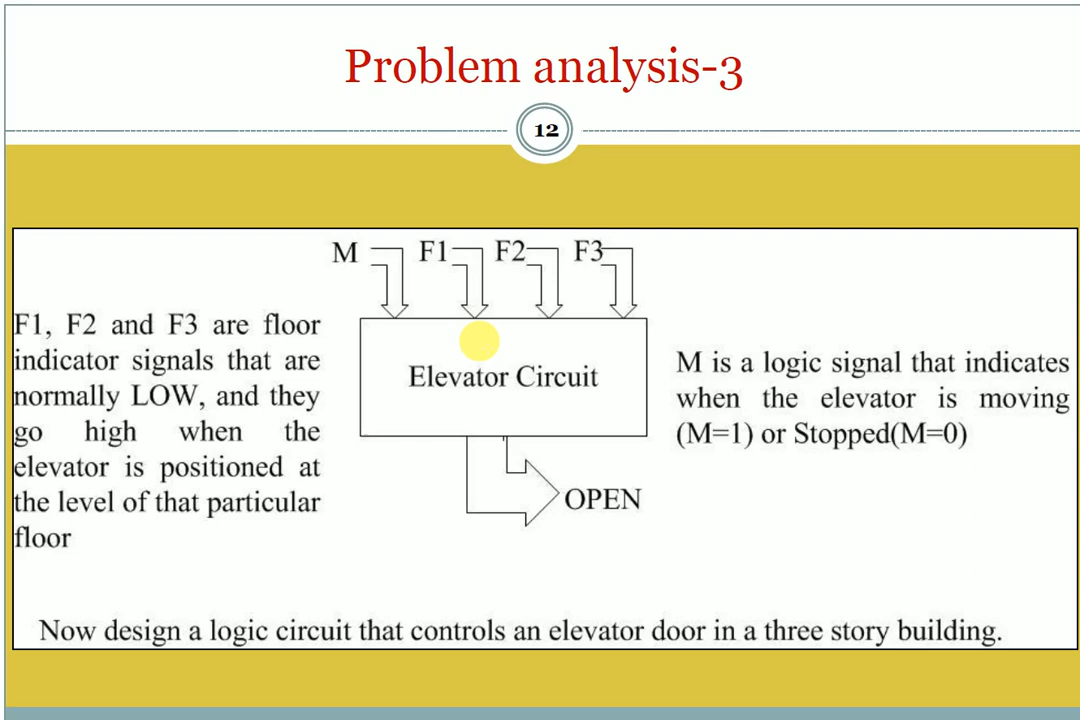 Problem analysis-3
12
M F1 F2 F3
F1, F2 and F3 are floor
indicator signals that are
normally LOW, and they
go high when the
elevator is positioned at
the level of that particular
floor
Elevator Circuit
OPEN
M is a logic signal that indicates
when the elevator is moving
(M=1) or Stopped(M=0)
Now design a logic circuit that controls an elevator door in a three story building.